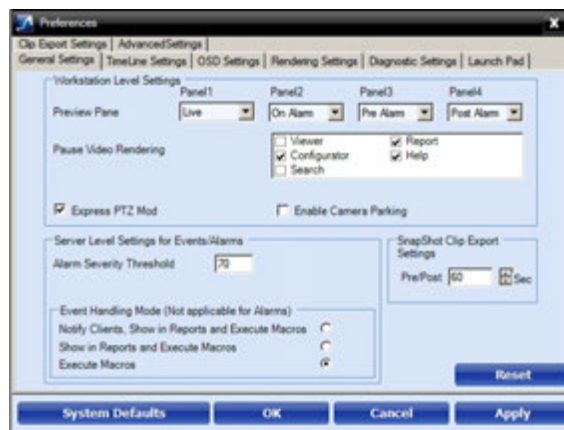 Preferences
Clip Export Settings AdvancedSettings
General Settings TimeLine Settings OSD Settings Rendering Settings Diagnostic Settings Launch Pad
Workstation Level Settings
Panel1 Panel2 Panel3 Panel4
Preview Pane Live On Alarm Pre Alarm Post Alarm
Pause Video Rendering
Viewer Report
Configurator Help
Search
Express PTZ Mod Enable Camera Parking
Server Level Settings for Events/Alarms
Alarm Severity Threshold 70
SnapShot Clip Export
Settings
Pre/Post 60 Sec
Event Handling Mode (Not applicable for Alarms)
Notify Clients, Show in Reports and Execute Macros
Show in Reports and Execute Macros
Execute Macros
Reset
System Defaults OK Cancel Apply